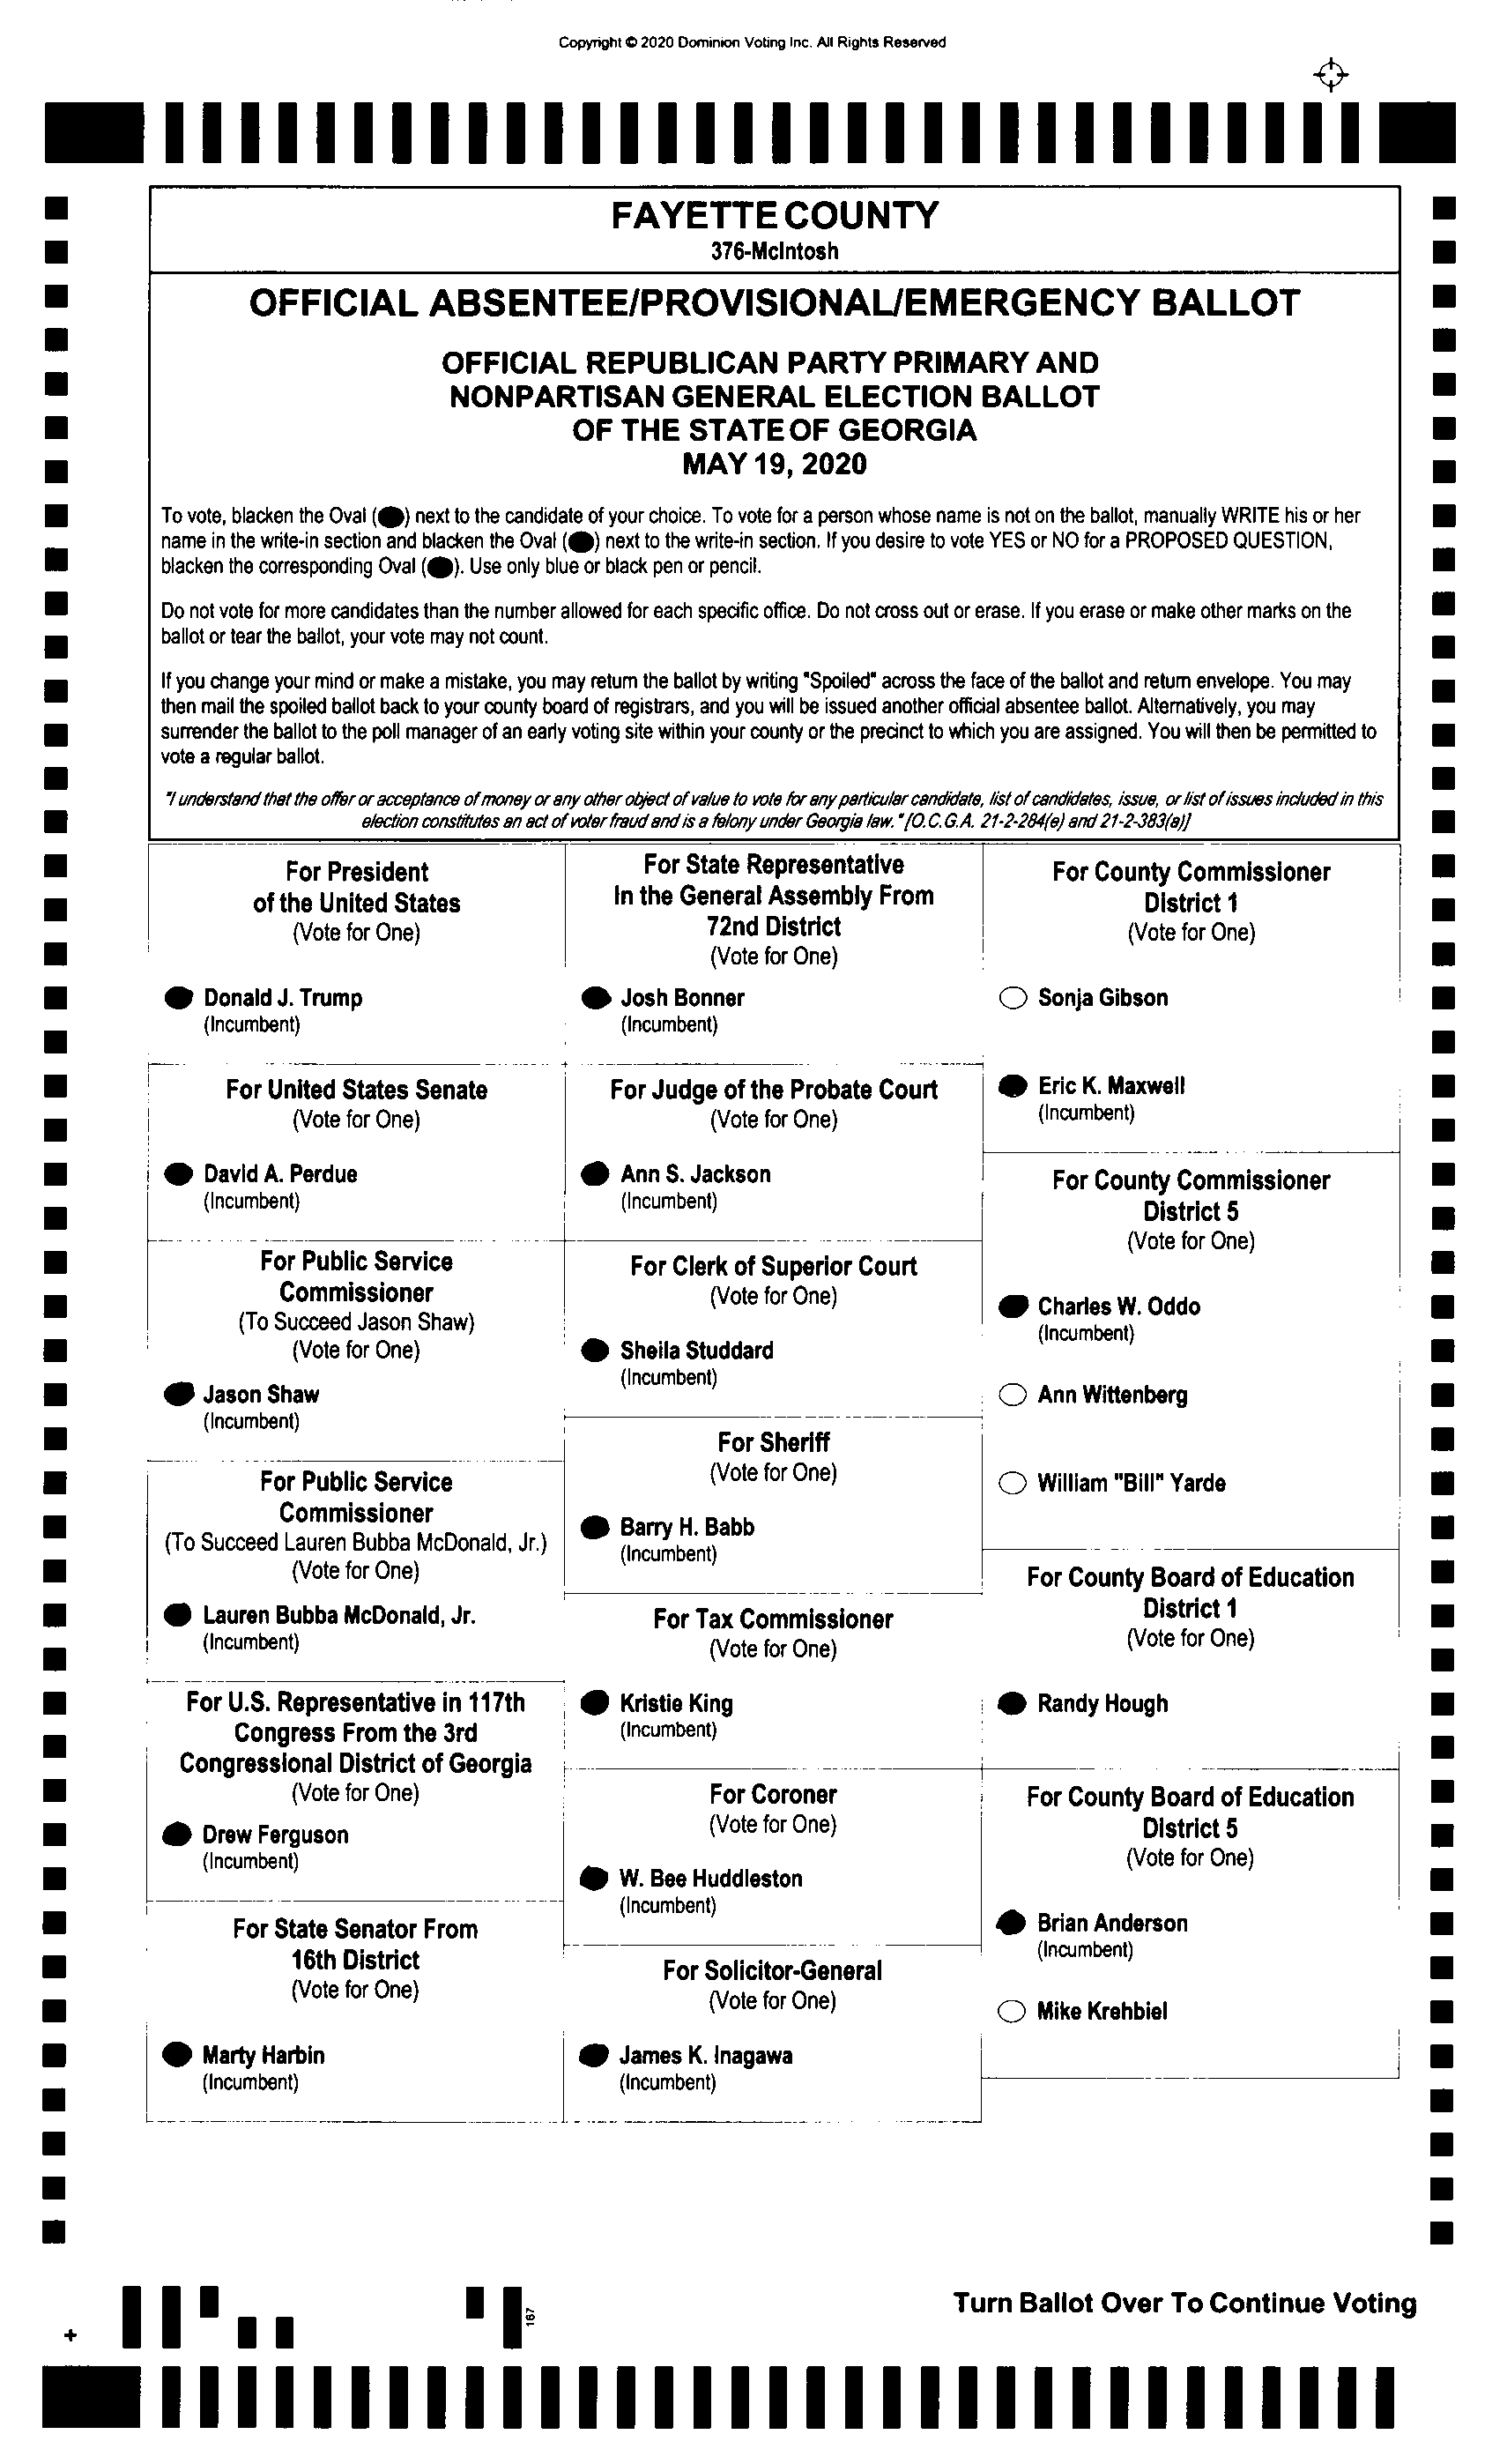 Copyright © 2020 Dominion Voting Inc. All Rights Reserved
FAYETTE COUNTY
376-McIntosh
OFFICIAL ABSENTEE/PROVISIONAL/EMERGENCY BALLOT
OFFICIAL REPUBLICAN PARTY PRIMARY AND
NONPARTISAN GENERAL ELECTION BALLOT
OF THE STATE OF GEORGIA
MAY 19, 2020
To vote, blacken the Oval ( ) next to the candidate of your choice. To vote for a person whose name is not on the ballot, manually WRITE his or her
name in the write-in section and blacken the Oval ( ) next to the write-in section. If you desire to vote YES or NO for a PROPOSED QUESTION,
blacken the corresponding Oval ( ). Use only blue or black pen or pencil.
Do not vote for more candidates than the number allowed for each specific office. Do not cross out or erase. If you erase or make other marks on the
ballot or tear the ballot, your vote may not count.
If you change your mind or make a mistake, you may return the ballot by writing "Spoiled" across the face of the ballot and return envelope. You may
then mail the spoiled ballot back to your county board of registrars, and you will be issued another official absentee ballot. Alternatively, you may
surrender the ballot to the poll manager of an early voting site within your county or the precinct to which you are assigned. You will then be permitted to
vote a regular ballot.
"I understand that the offer or acceptance of money or any other object of value to vote for any particular candidate, list of candidates, issue, or list of issues included in this
election constitutes an act of voter fraud and is a felony under Georgia law. "[O.C.G.A. 21-2-284(e) and 21-2-383(a)]
For President
of the United States
(Vote for One)
Donald J. Trump
(Incumbent)
For United States Senate
(Vote for One)
David A. Perdue
(Incumbent)
For Public Service
Commissioner
(To Succeed Jason Shaw)
(Vote for One)
Jason Shaw
(Incumbent)
For Public Service
Commissioner
(To Succeed Lauren Bubba McDonald, Jr.)
(Vote for One)
Lauren Bubba McDonald, Jr.
(Incumbent)
For U.S. Representative in 117th
Congress From the 3rd
Congressional District of Georgia
(Vote for One)
Drew Ferguson
(Incumbent)
For State Senator From
16th District
(Vote for One)
Marty Harbin
(Incumbent)
For State Representative
In the General Assembly From
72nd District
(Vote for One)
Josh Bonner
(Incumbent)
For Judge of the Probate Court
(Vote for One)
Ann S. Jackson
(Incumbent)
For Clerk of Superior Court
(Vote for One)
Sheila Studdard
(Incumbent)
For Sheriff
(Vote for One)
Barry H. Babb
(Incumbent)
For Tax Commissioner
(Vote for One)
Kristie King
(Incumbent)
For Coroner
(Vote for One)
W. Bee Huddleston
(Incumbent)
For Solicitor-General
(Vote for One)
James K. Inagawa
(Incumbent)
For County Commissioner
District 1
(Vote for One)
Sonja Gibson
Eric K. Maxwell
(Incumbent)
For County Commissioner
District 5
(Vote for One)
Charles W. Oddo
(Incumbent)
Ann Wittenberg
William "Bill" Yarde
For County Board of Education
District 1
(Vote for One)
Randy Hough
For County Board of Education
District 5
(Vote for One)
Brian Anderson
(Incumbent)
Mike Krehbiel
Turn Ballot Over To Continue Voting
167